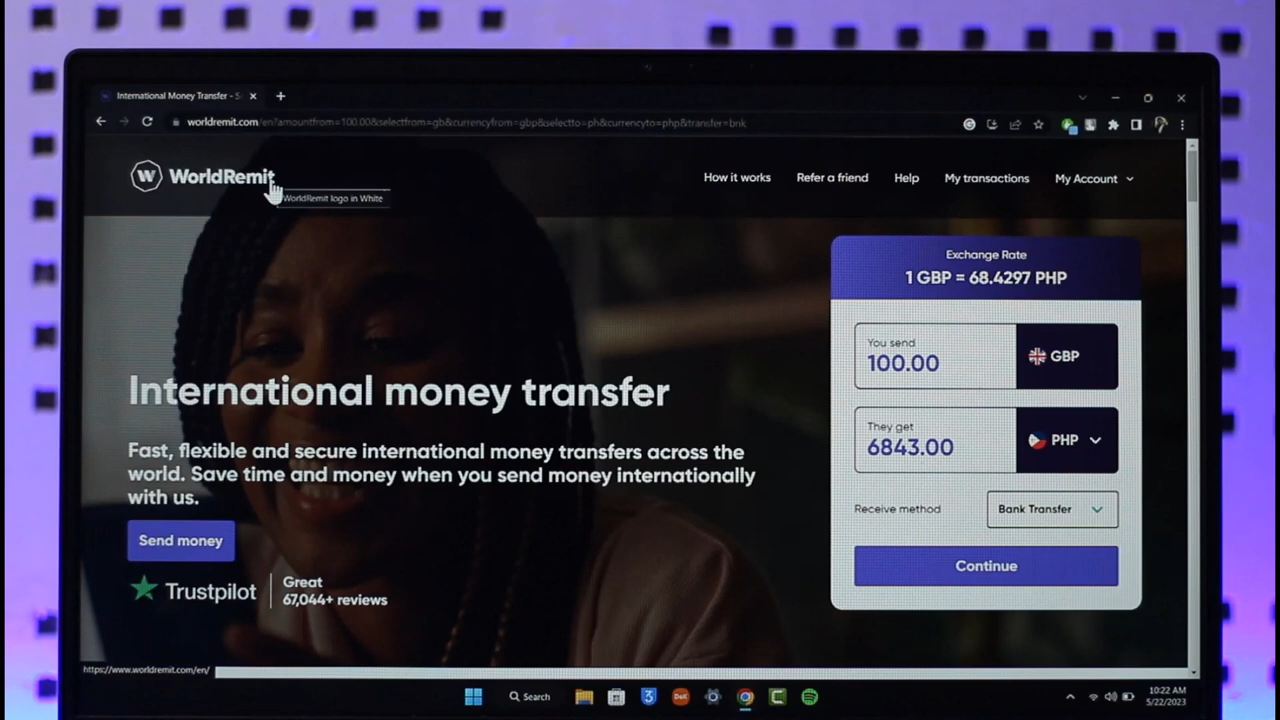 International Money Transfer - S
worldremit.com/en?amountfrom=100.00&selectfrom=gb&currencyfrom=gbp&selectto=ph&currencyto=php&transfer=bnk
W WorldRemit
How it works
Refer a friend
Help
My transactions
My Account
WorldRemit logo in White
Exchange Rate
1 GBP = 68.4297 PHP
You send
100.00
GBP
They get
6843.00
PHP
Receive method
Bank Transfer
Continue
International money transfer
Fast, flexible and secure international money transfers across the
world. Save time and money when you send money internationally
with us.
Send money
Trustpilot
Great
67,044+ reviews
https://www.worldremit.com/en/
Search
10:22 AM
5/22/2023